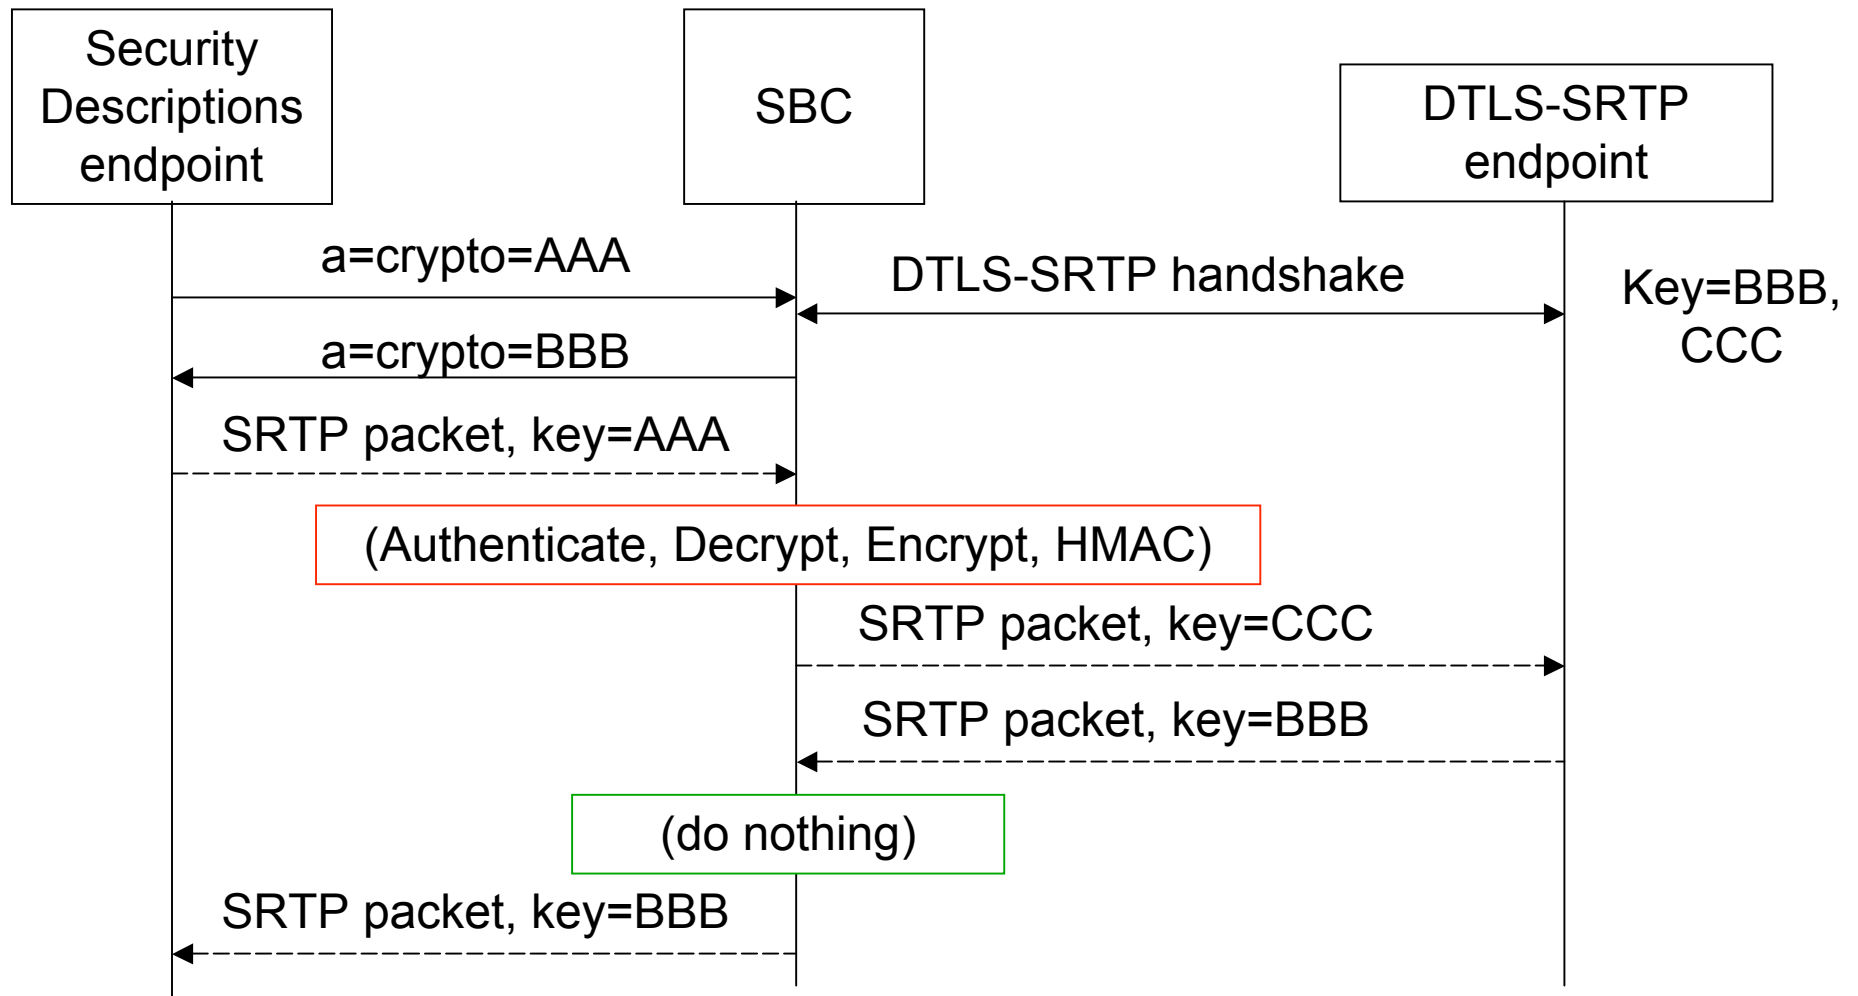 Security
Descriptions
endpoint
SBC
DTLS-SRTP
endpoint
a=crypto=AAA
DTLS-SRTP handshake
Key=BBB,
CCC
a=crypto=BBB
SRTP packet, key=AAA
(Authenticate, Decrypt, Encrypt, HMAC)
SRTP packet, key=CCC
SRTP packet, key=BBB
(do nothing)
SRTP packet, key=BBB